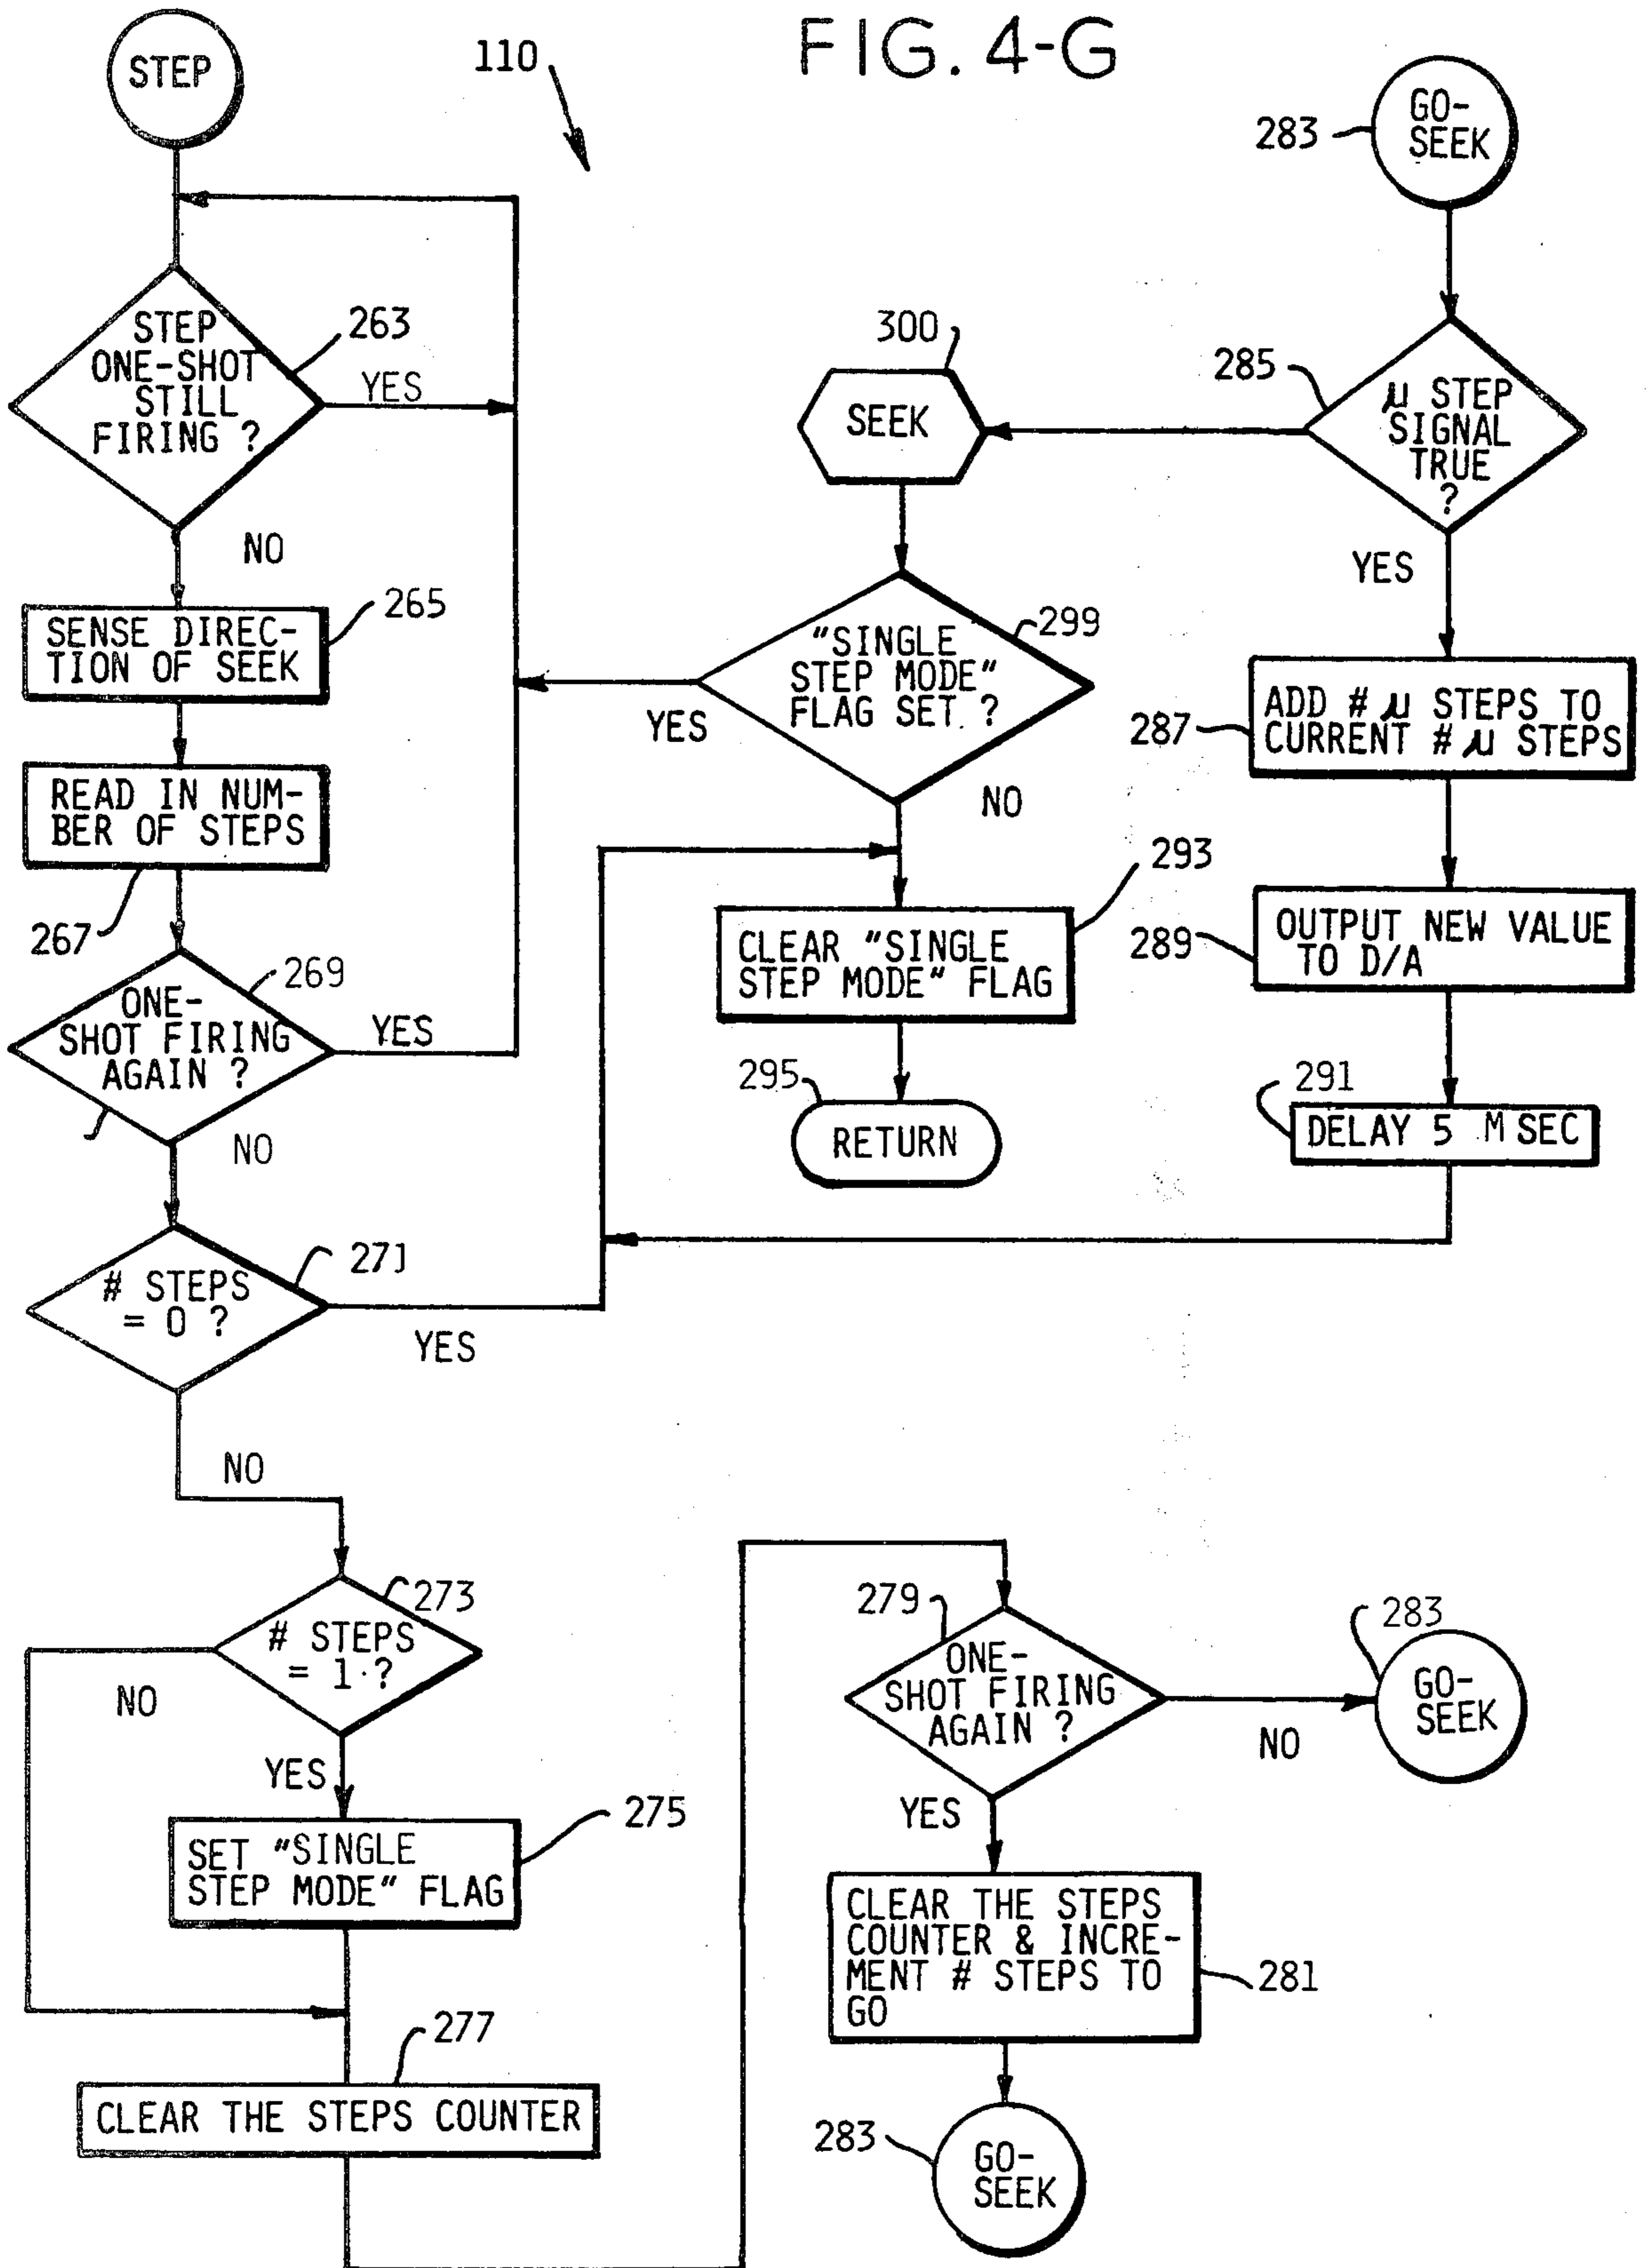 FIG. 4-G
110
STEP
STEP
ONE-SHOT
STILL
FIRING ?
263
YES
NO
SENSE DIREC-
TION OF SEEK
265
READ IN NUM-
BER OF STEPS
267
ONE-
SHOT FIRING
AGAIN ?
269
YES
NO
# STEPS
= 0 ?
271
YES
NO
# STEPS
= 1 ?
273
NO
YES
SET "SINGLE
STEP MODE" FLAG
275
277
CLEAR THE STEPS COUNTER
279
ONE-
SHOT FIRING
AGAIN ?
NO
283
GO-
SEEK
YES
CLEAR THE STEPS
COUNTER & INCRE-
MENT # STEPS TO
GO
281
283
GO-
SEEK
283
GO-
SEEK
285
µ STEP
SIGNAL
TRUE
?
YES
287
ADD # µ STEPS TO
CURRENT # µ STEPS
289
OUTPUT NEW VALUE
TO D/A
291
DELAY 5 MSEC
300
SEEK
"SINGLE
STEP MODE"
FLAG SET ?
299
YES
NO
293
CLEAR "SINGLE
STEP MODE" FLAG
295
RETURN